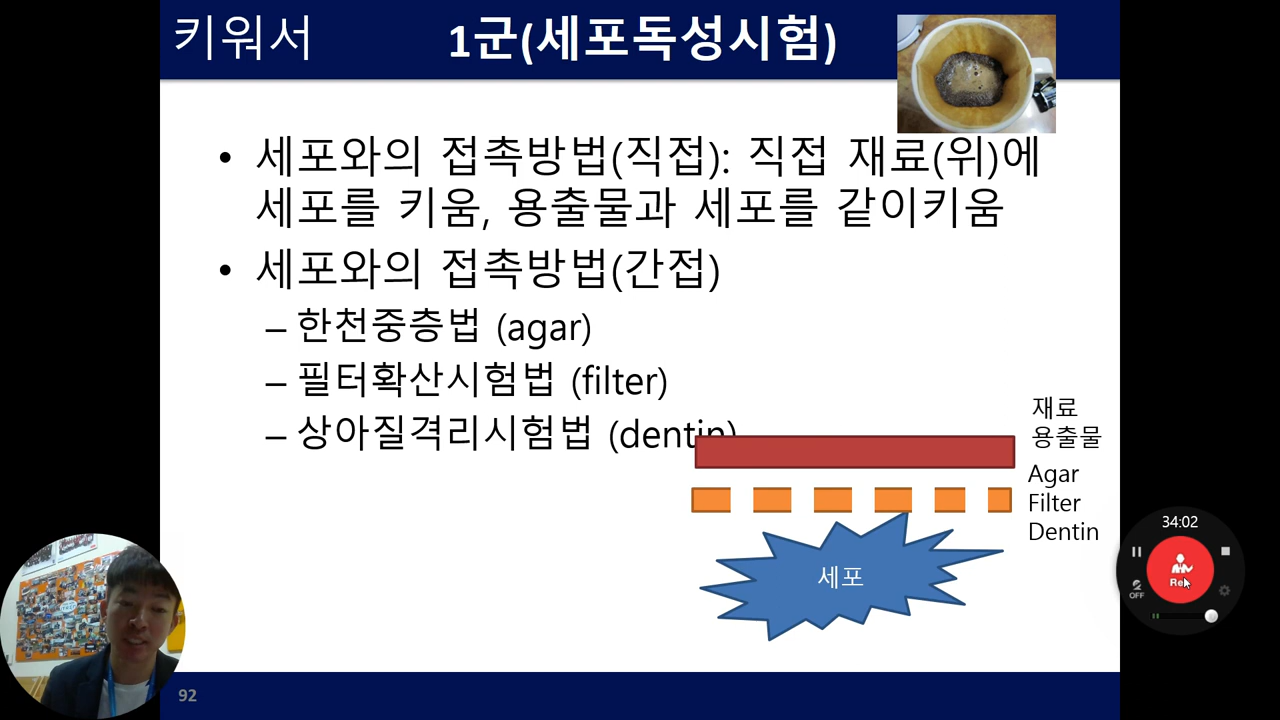 키워서
1군(세포독성시험)
• 세포와의 접촉방법(직접): 직접 재료(위)에
세포를 키움, 용출물과 세포를 같이키움
• 세포와의 접촉방법(간접)
– 한천중층법 (agar)
– 필터확산시험법 (filter)
– 상아질격리시험법 (dentin)
재료
용출물
Agar
Filter
Dentin
세포
34:02
Rec
OFF
92